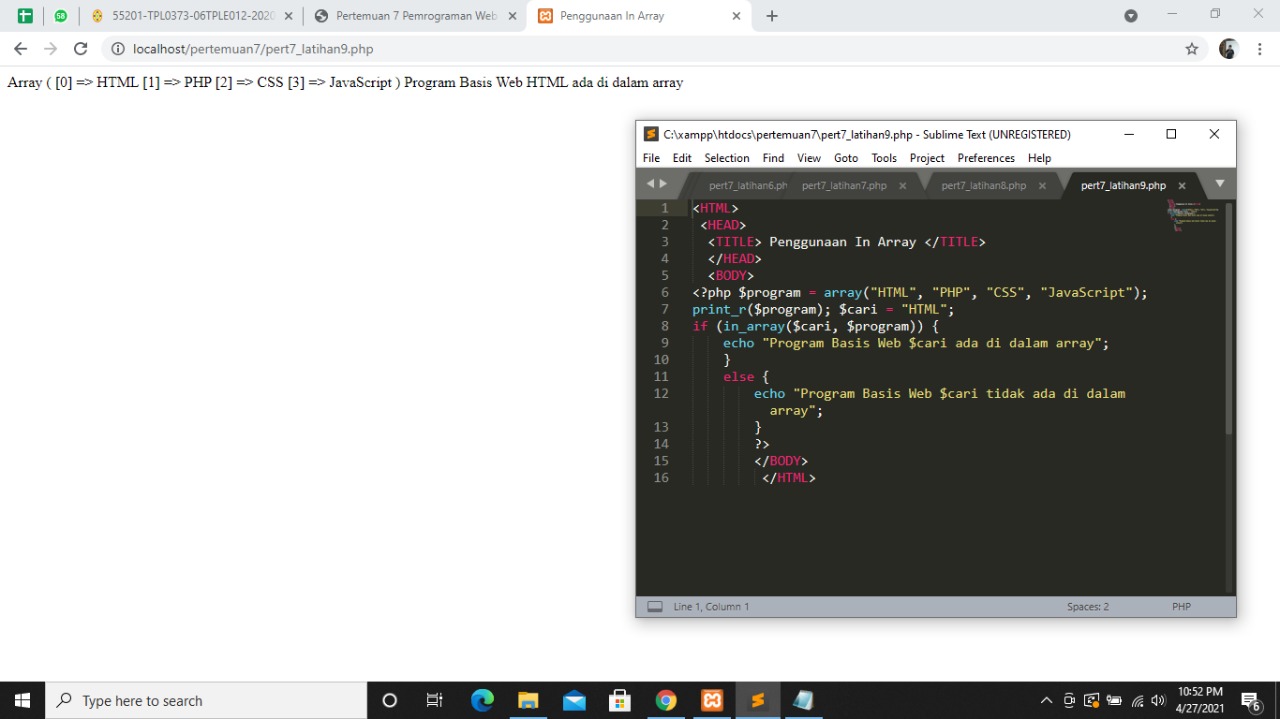 55201-TPL0373-06TPLE012-2020
Pertemuan 7 Pemrograman Web
Penggunaan In Array
localhost/pertemuan7/pert7_latihan9.php
Array ( [0] => HTML [1] => PHP [2] => CSS [3] => JavaScript ) Program Basis Web HTML ada di dalam array
C:\xampp\htdocs\pertemuan7\pert7_latihan9.php - Sublime Text (UNREGISTERED)
File Edit Selection Find View Goto Tools Project Preferences Help
pert7_latihan6.ph pert7_latihan7.php pert7_latihan8.php pert7_latihan9.php
1 <HTML>
2 <HEAD>
3 <TITLE> Penggunaan In Array </TITLE>
4 </HEAD>
5 <BODY>
6 <?php $program = array("HTML", "PHP", "CSS", "JavaScript");
7 print_r($program); $cari = "HTML";
8 if (in_array($cari, $program)) {
9 echo "Program Basis Web $cari ada di dalam array";
10 }
11 else {
12 echo "Program Basis Web $cari tidak ada di dalam
array";
13 }
14 ?>
15 </BODY>
16 </HTML>
Line 1, Column 1 Spaces: 2 PHP
Type here to search
10:52 PM
4/27/2021
6